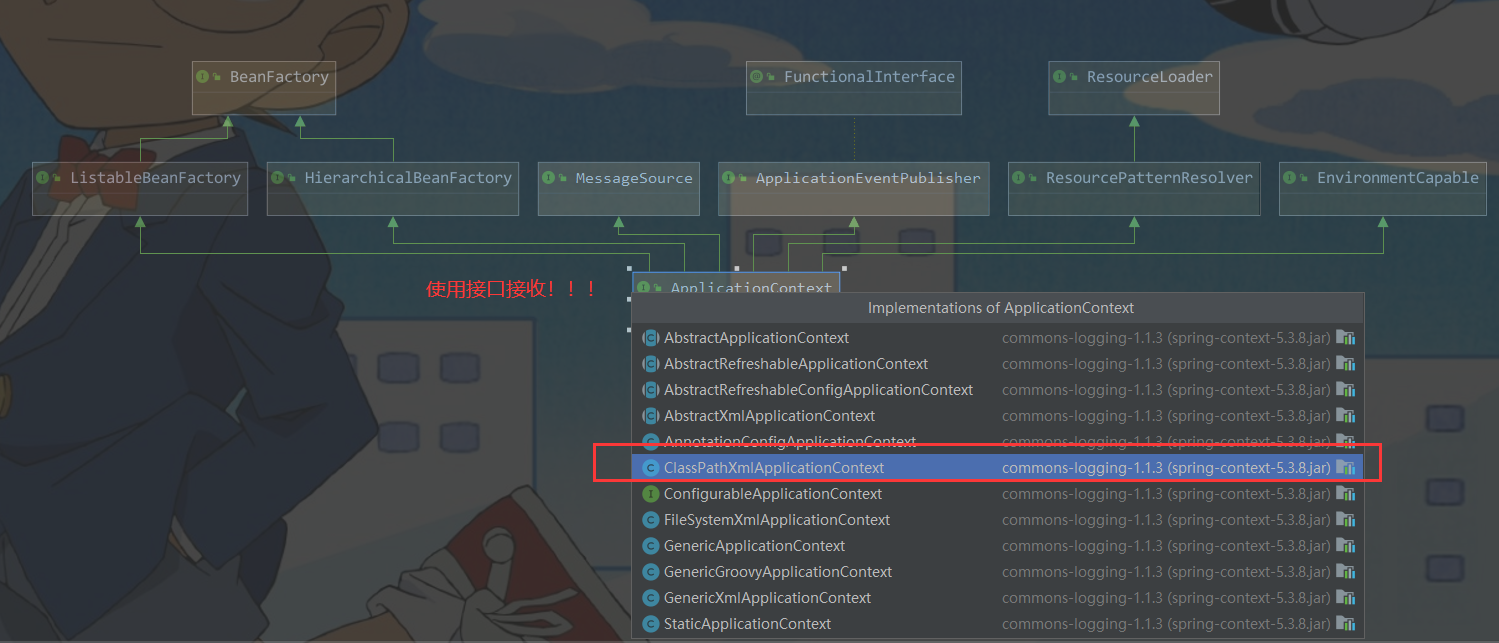 BeanFactory
FunctionalInterface
ResourceLoader
ListableBeanFactory
HierarchicalBeanFactory
MessageSource
ApplicationEventPublisher
ResourcePatternResolver
EnvironmentCapable
使用接口接收！！！
ApplicationContext
Implementations of ApplicationContext
AbstractApplicationContext commons-logging-1.1.3 (spring-context-5.3.8.jar)
AbstractRefreshableApplicationContext commons-logging-1.1.3 (spring-context-5.3.8.jar)
AbstractRefreshableConfigApplicationContext commons-logging-1.1.3 (spring-context-5.3.8.jar)
AbstractXmlApplicationContext commons-logging-1.1.3 (spring-context-5.3.8.jar)
AnnotationConfigApplicationContext commons-logging-1.1.3 (spring-context-5.3.8.jar)
ClassPathXmlApplicationContext commons-logging-1.1.3 (spring-context-5.3.8.jar)
ConfigurableApplicationContext commons-logging-1.1.3 (spring-context-5.3.8.jar)
FileSystemXmlApplicationContext commons-logging-1.1.3 (spring-context-5.3.8.jar)
GenericApplicationContext commons-logging-1.1.3 (spring-context-5.3.8.jar)
GenericGroovyApplicationContext commons-logging-1.1.3 (spring-context-5.3.8.jar)
GenericXmlApplicationContext commons-logging-1.1.3 (spring-context-5.3.8.jar)
StaticApplicationContext commons-logging-1.1.3 (spring-context-5.3.8.jar)